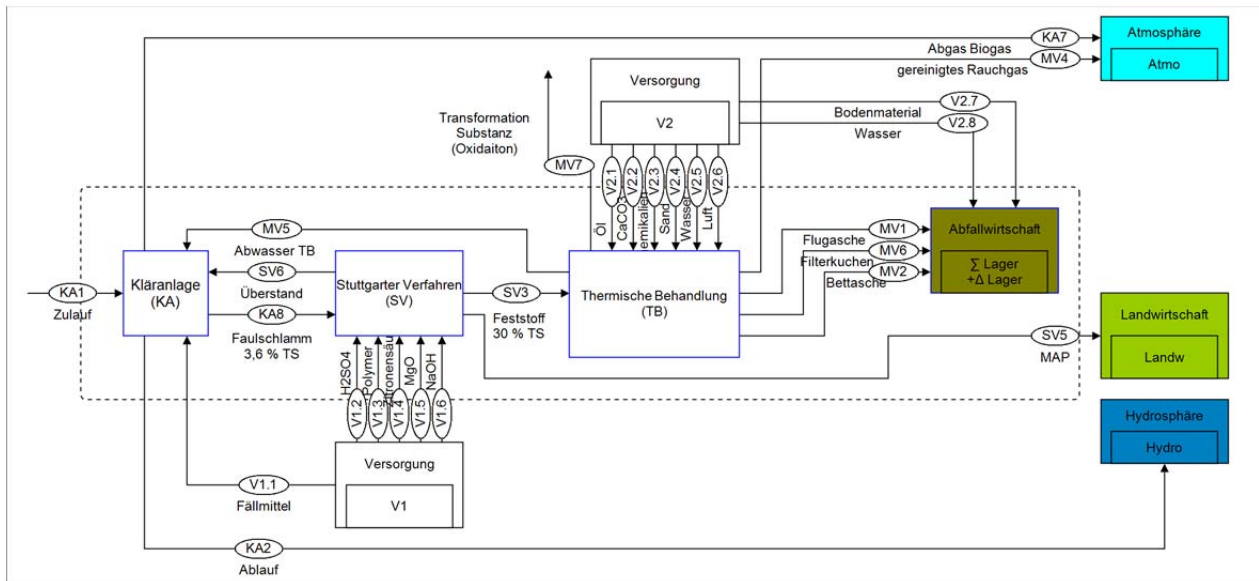 KA7
Atmosphäre
Abgas Biogas
MV4
gereinigtes Rauchgas
Atmo
Versorgung
V2
V2.7
Bodenmaterial
V2.8
Wasser
Transformation
Substanz
(Oxidaiton)
MV7
V2.1
V2.2
V2.3
V2.4
V2.5
V2.6
Öl
CaCO3
emikalien
Sand
Wasser
Luft
MV5
Abwasser TB
SV6
Überstand
KA1
Zulauf
Kläranlage
(KA)
KA8
Faulschlamm
3,6 % TS
Stuttgarter Verfahren
(SV)
SV3
Feststoff
30 % TS
Thermische Behandlung
(TB)
MV1
Flugasche
MV6
Filterkuchen
MV2
Bettasche
Abfallwirtschaft
∑ Lager
+Δ Lager
Landwirtschaft
Landw
SV5
MAP
H2SO4
Polymer
Zitronensäu
MgO
NaOH
V1.2
V1.3
V1.4
V1.5
V1.6
Versorgung
V1
V1.1
Fällmittel
Hydrosphäre
Hydro
KA2
Ablauf